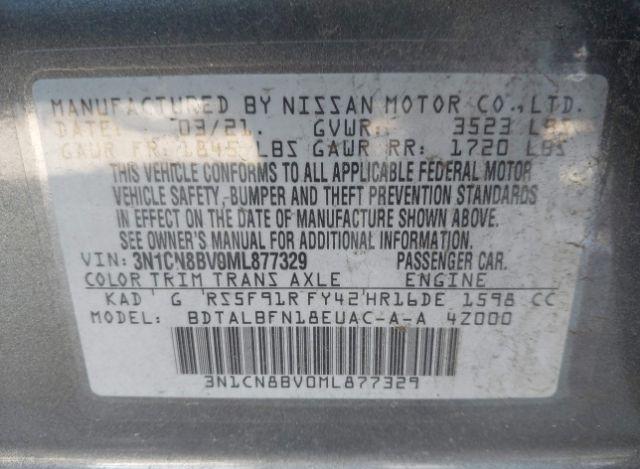 MANUFACTURED BY NISSAN MOTOR CO.,LTD.
DATE: 03/21. GVWR: 3523 LBS
GAWR FR: 1845 LBS GAWR RR: 1720 LBS
THIS VEHICLE CONFORMS TO ALL APPLICABLE FEDERAL MOTOR
VEHICLE SAFETY,-BUMPER AND THEFT PREVENTION STANDARDS
IN EFFECT ON THE DATE OF MANUFACTURE SHOWN ABOVE.
SEE OWNER'S MANUAL FOR ADDITIONAL INFORMATION.
VIN: 3N1CN8BV0ML877329 PASSENGER CAR.
COLOR TRIM TRANS AXLE ENGINE
KAD G RS5F91R FY42 HR16DE 1598 CC
MODEL: BDTALBFN18EUAC-A-A 4Z000
3N1CN8BV0ML877329